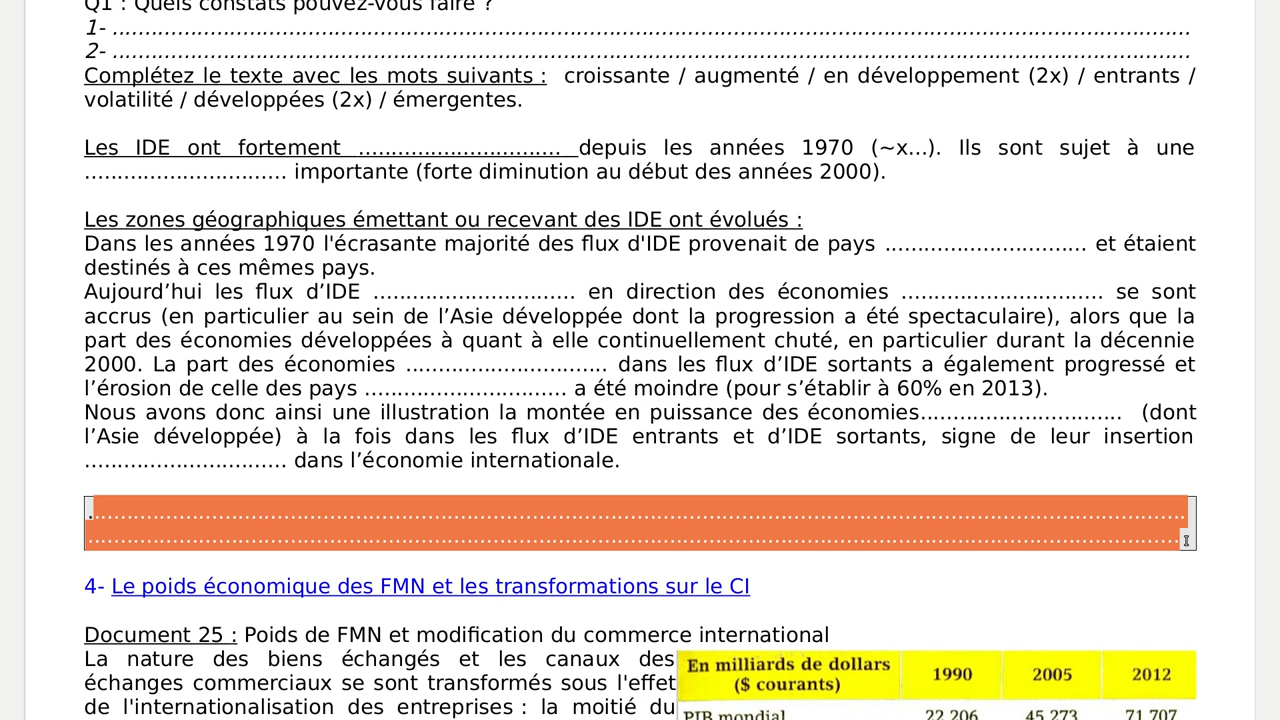 Q1 : Quels constats pouvez-vous faire ?
1- ........................................................................................................................................
2- ........................................................................................................................................
Complétez le texte avec les mots suivants : croissante / augmenté / en développement (2x) / entrants /
volatilité / développées (2x) / émergentes.
Les IDE ont fortement .............................. depuis les années 1970 (~x...). Ils sont sujet à une
.............................. importante (forte diminution au début des années 2000).
Les zones géographiques émettant ou recevant des IDE ont évolués :
Dans les années 1970 l'écrasante majorité des flux d'IDE provenait de pays .............................. et étaient
destinés à ces mêmes pays.
Aujourd’hui les flux d’IDE .............................. en direction des économies .............................. se sont
accrus (en particulier au sein de l’Asie développée dont la progression a été spectaculaire), alors que la
part des économies développées à quant à elle continuellement chuté, en particulier durant la décennie
2000. La part des économies .............................. dans les flux d’IDE sortants a également progressé et
l’érosion de celle des pays .............................. a été moindre (pour s’établir à 60% en 2013).
Nous avons donc ainsi une illustration la montée en puissance des économies.............................. (dont
l’Asie développée) à la fois dans les flux d’IDE entrants et d’IDE sortants, signe de leur insertion
.............................. dans l’économie internationale.
........................................................................................................................................
........................................................................................................................................
4- Le poids économique des FMN et les transformations sur le CI
Document 25 : Poids de FMN et modification du commerce international
La nature des biens échangés et les canaux des
échanges commerciaux se sont transformés sous l'effet
de l'internationalisation des entreprises : la moitié du
En milliards de dollars ($ courants) 1990 2005 2012
PIB mondial 22 206 45 273 71 707